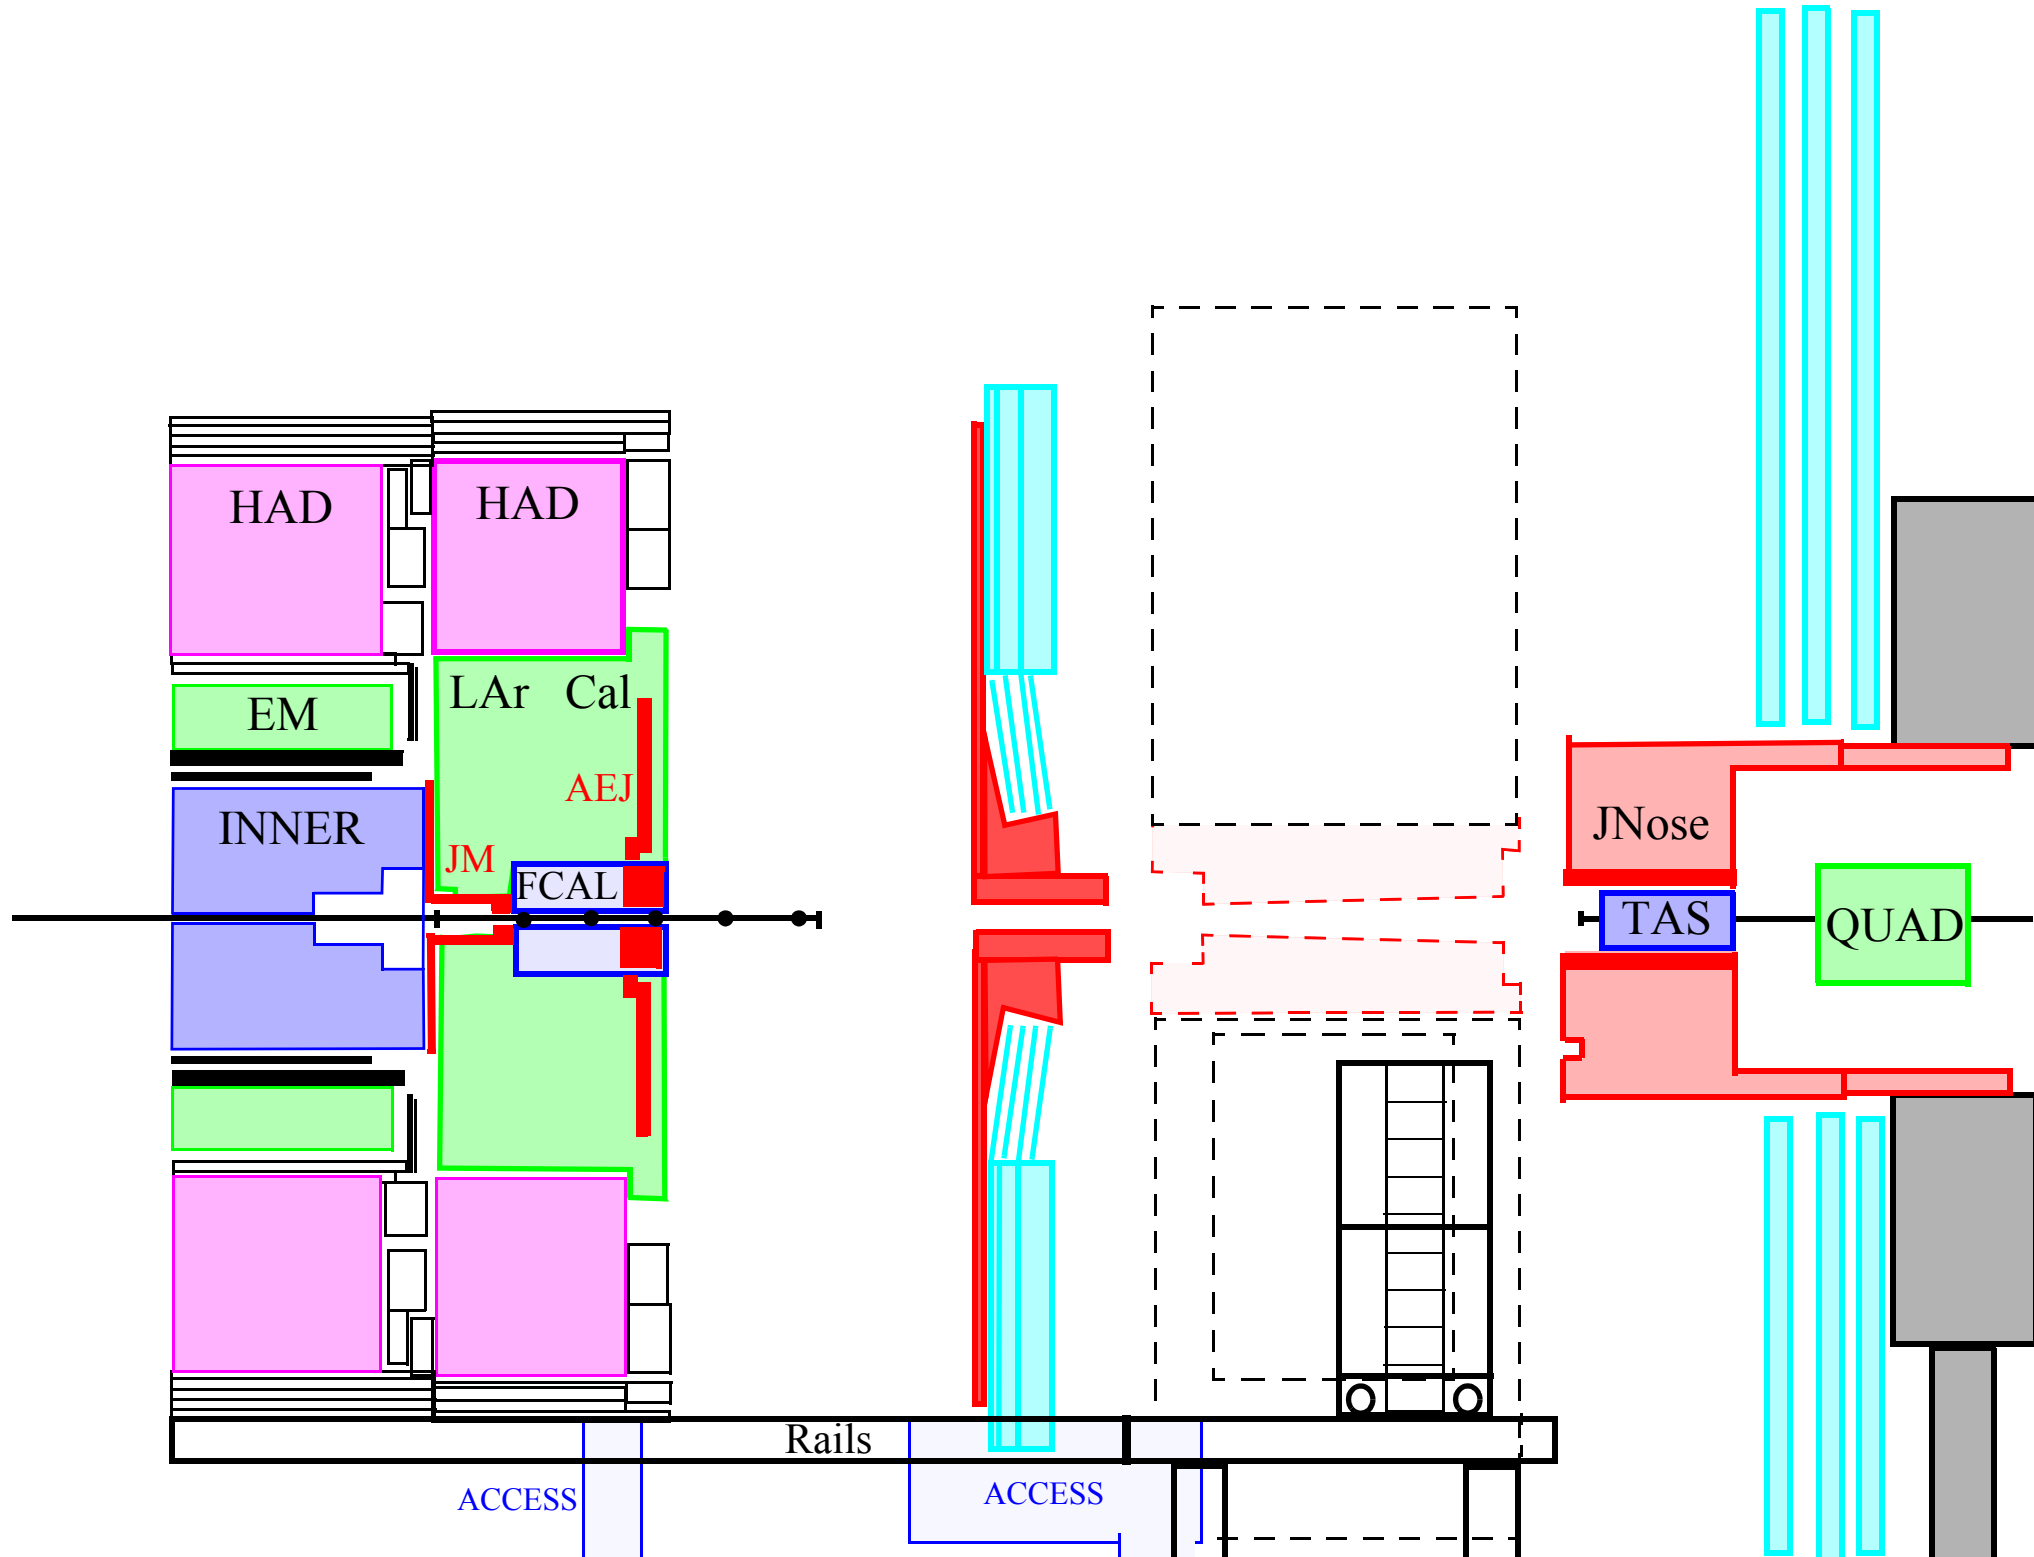 HAD HAD
LAr Cal
EM
AEJ
INNER
JNose
JM
FCAL
TAS
QUAD
Rails
ACCESS
ACCESS